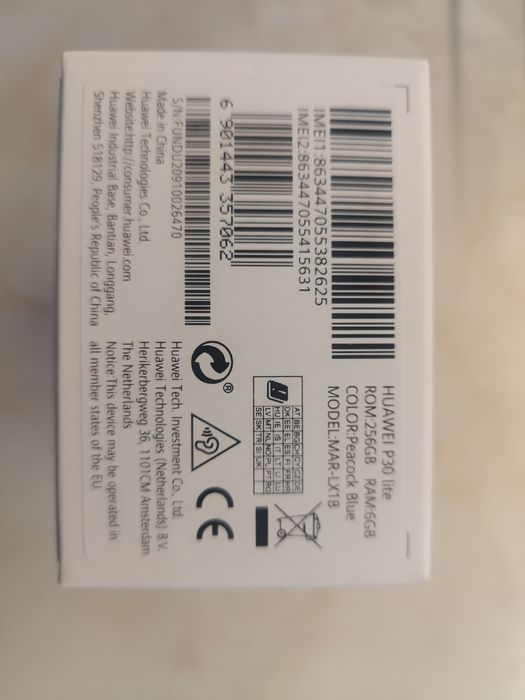 HUAWEI P30 lite
ROM:256GB RAM:6GB
COLOR:Peacock Blue
MODEL:MAR-LX1B
IMEI1:863447055382625
IMEI2:863447055415631
AT BE BG CH CY CZ DE
DK EE EL ES FI FR HR
HU IE IS IT LT LU LI
LV MT NL NO PL PT RO
SE SK TR SI UK
6 901443 357062
®
CE
S/N:FUNDU20910026470
Made in China
Huawei Technologies Co., Ltd.
Website:http://consumer.huawei.com
Huawei Industrial Base, Bantian, Longgang,
Shenzhen 518129, People's Republic of China
Huawei Tech. Investment Co., Ltd.
Huawei Technologies (Netherlands) B.V.
Herikerbergweg 36, 1101CM Amsterdam
The Netherlands
Notice:This device may be operated in
all member states of the EU.